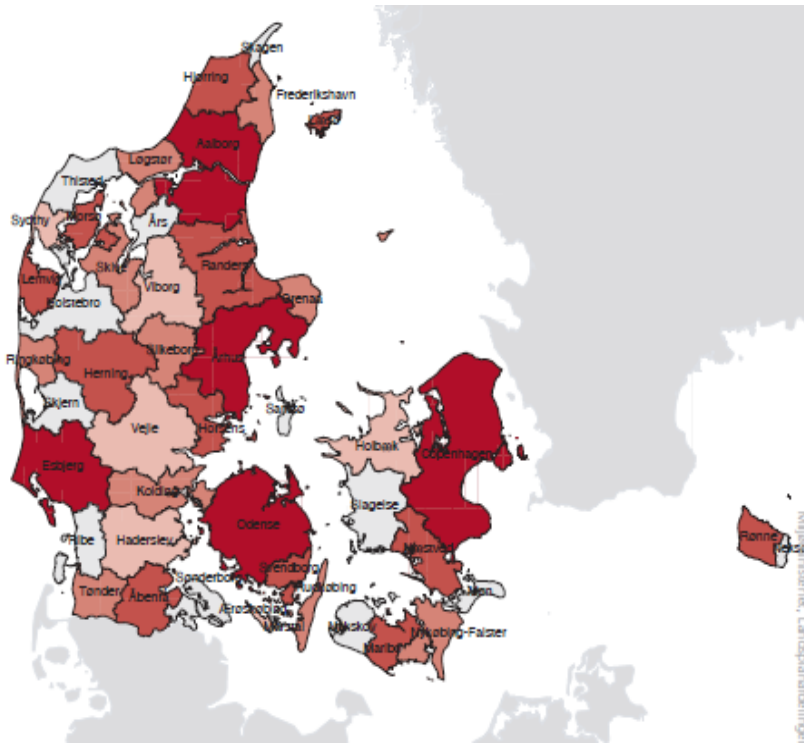 Skagen
Hjørring
Frederikshavn
Aalborg
Løgstør
Thisted
Års
Sydthy
Morsø
Randers
Skive
Lemvig
Viborg
Holstebro
Grenaa
Silkeborg
Århus
Ringkøbing
Herning
Skjern
Samsø
Horsens
Vejle
Holbæk
Copenhagen
Esbjerg
Kolding
Slagelse
Odense
Ribe
Haderslev
Næstved
Rønne
Svendborg
Sønderborg
Tønder
Åbenrå
Ærøskøbing
Marstal
Nakskov
Nykøbing-Falster
Maribo